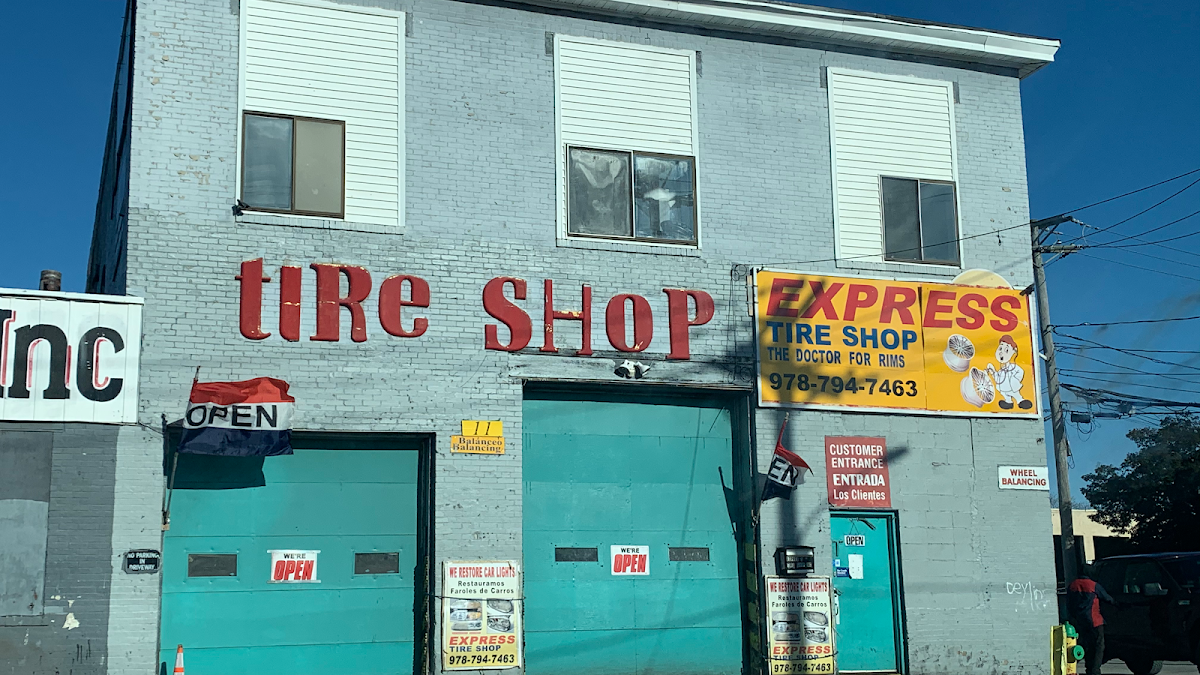 Inc
tiRe SHoP
EXPRESS
TIRE SHOP
THE DOCTOR FOR RIMS
978-794-7463
OPEN
11
Balanceo
Balancing
EN
CUSTOMER
ENTRANCE
ENTRADA
Los Clientes
WHEEL
BALANCING
NO PARKING
IN
DRIVEWAY
WE'RE
OPEN
WE'RE
OPEN
OPEN
WE RESTORE CAR LIGHTS
Restauramos
Faroles de Carros
EXPRESS
TIRE SHOP
978-794-7463
WE RESTORE CAR LIGHTS
Restauramos
Faroles de Carros
EXPRESS
TIRE SHOP
978-794-7463